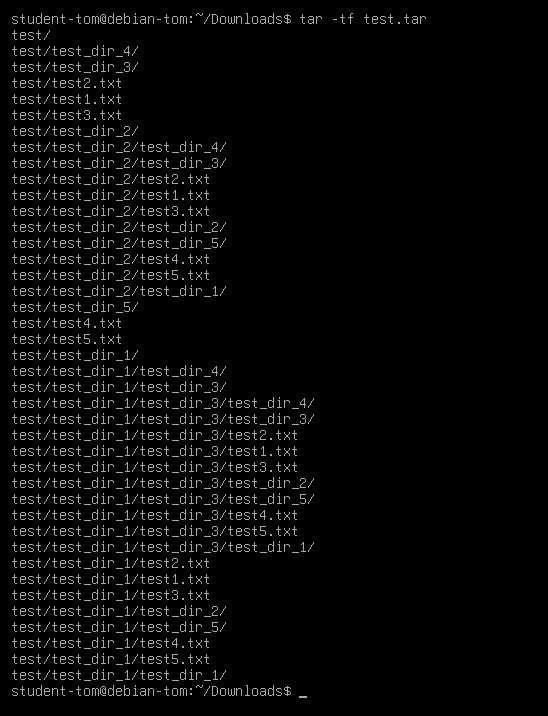 student-tom@debian-tom:~/Downloads$ tar -tf test.tar
test/
test/test_dir_4/
test/test_dir_3/
test/test2.txt
test/test1.txt
test/test3.txt
test/test_dir_2/
test/test_dir_2/test_dir_4/
test/test_dir_2/test_dir_3/
test/test_dir_2/test2.txt
test/test_dir_2/test1.txt
test/test_dir_2/test3.txt
test/test_dir_2/test_dir_2/
test/test_dir_2/test_dir_5/
test/test_dir_2/test4.txt
test/test_dir_2/test5.txt
test/test_dir_2/test_dir_1/
test/test_dir_5/
test/test4.txt
test/test5.txt
test/test_dir_1/
test/test_dir_1/test_dir_4/
test/test_dir_1/test_dir_3/
test/test_dir_1/test_dir_3/test_dir_4/
test/test_dir_1/test_dir_3/test_dir_3/
test/test_dir_1/test_dir_3/test2.txt
test/test_dir_1/test_dir_3/test1.txt
test/test_dir_1/test_dir_3/test3.txt
test/test_dir_1/test_dir_3/test_dir_2/
test/test_dir_1/test_dir_3/test_dir_5/
test/test_dir_1/test_dir_3/test4.txt
test/test_dir_1/test_dir_3/test5.txt
test/test_dir_1/test_dir_3/test_dir_1/
test/test_dir_1/test2.txt
test/test_dir_1/test1.txt
test/test_dir_1/test3.txt
test/test_dir_1/test_dir_2/
test/test_dir_1/test_dir_5/
test/test_dir_1/test4.txt
test/test_dir_1/test5.txt
test/test_dir_1/test_dir_1/
student-tom@debian-tom:~/Downloads$ _